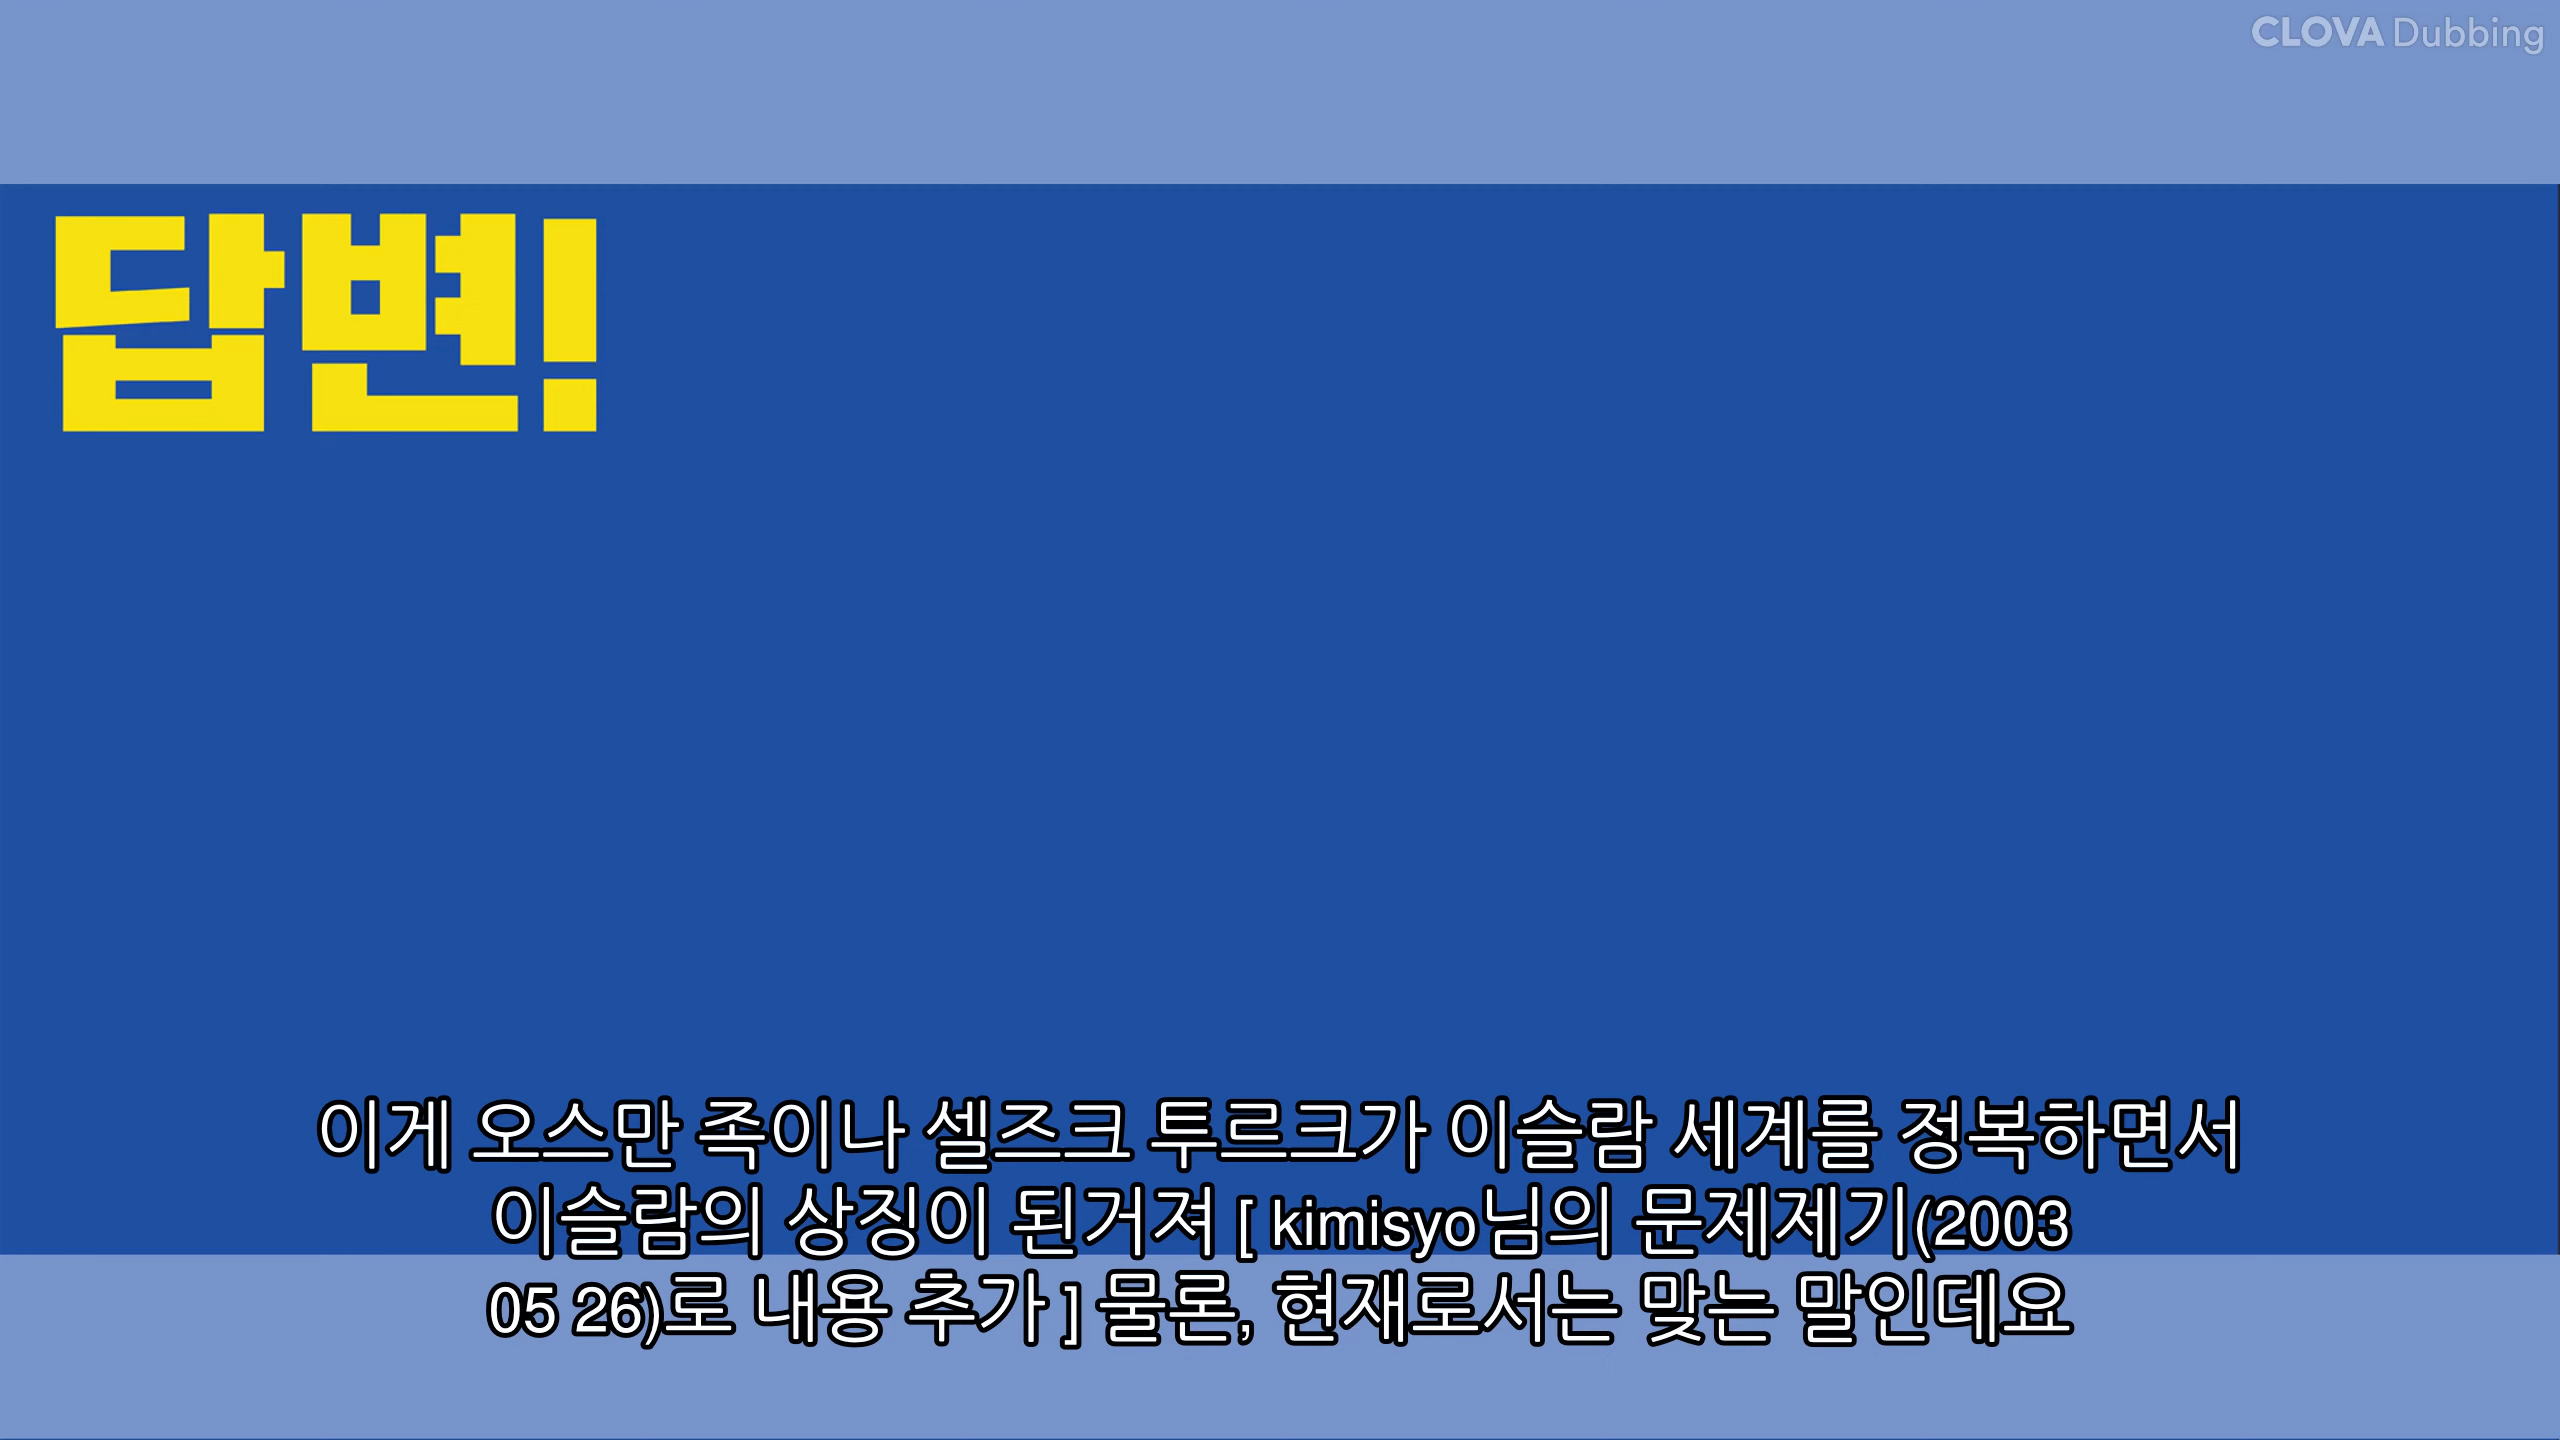 CLOVA Dubbing
답변!
이게 오스만 족이나 셀즈크 투르크가 이슬람 세계를 정복하면서
이슬람의 상징이 된거져 [ kimisyo님의 문제제기(2003
05 26)로 내용 추가 ] 물론, 현재로서는 맞는 말인데요